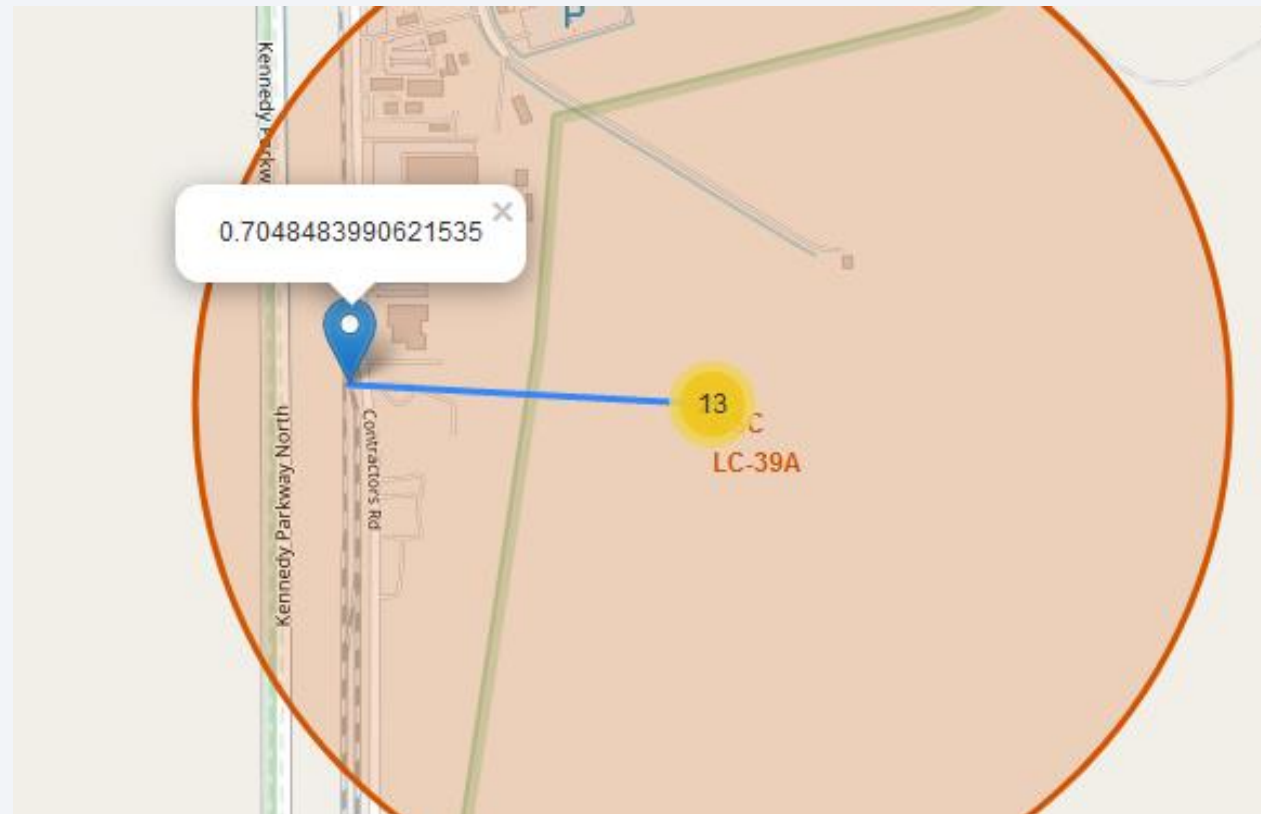 P
Kennedy Parkw
×
0.7048483990621535
13
C
LC-39A
Contractors Rd
Kennedy Parkway North